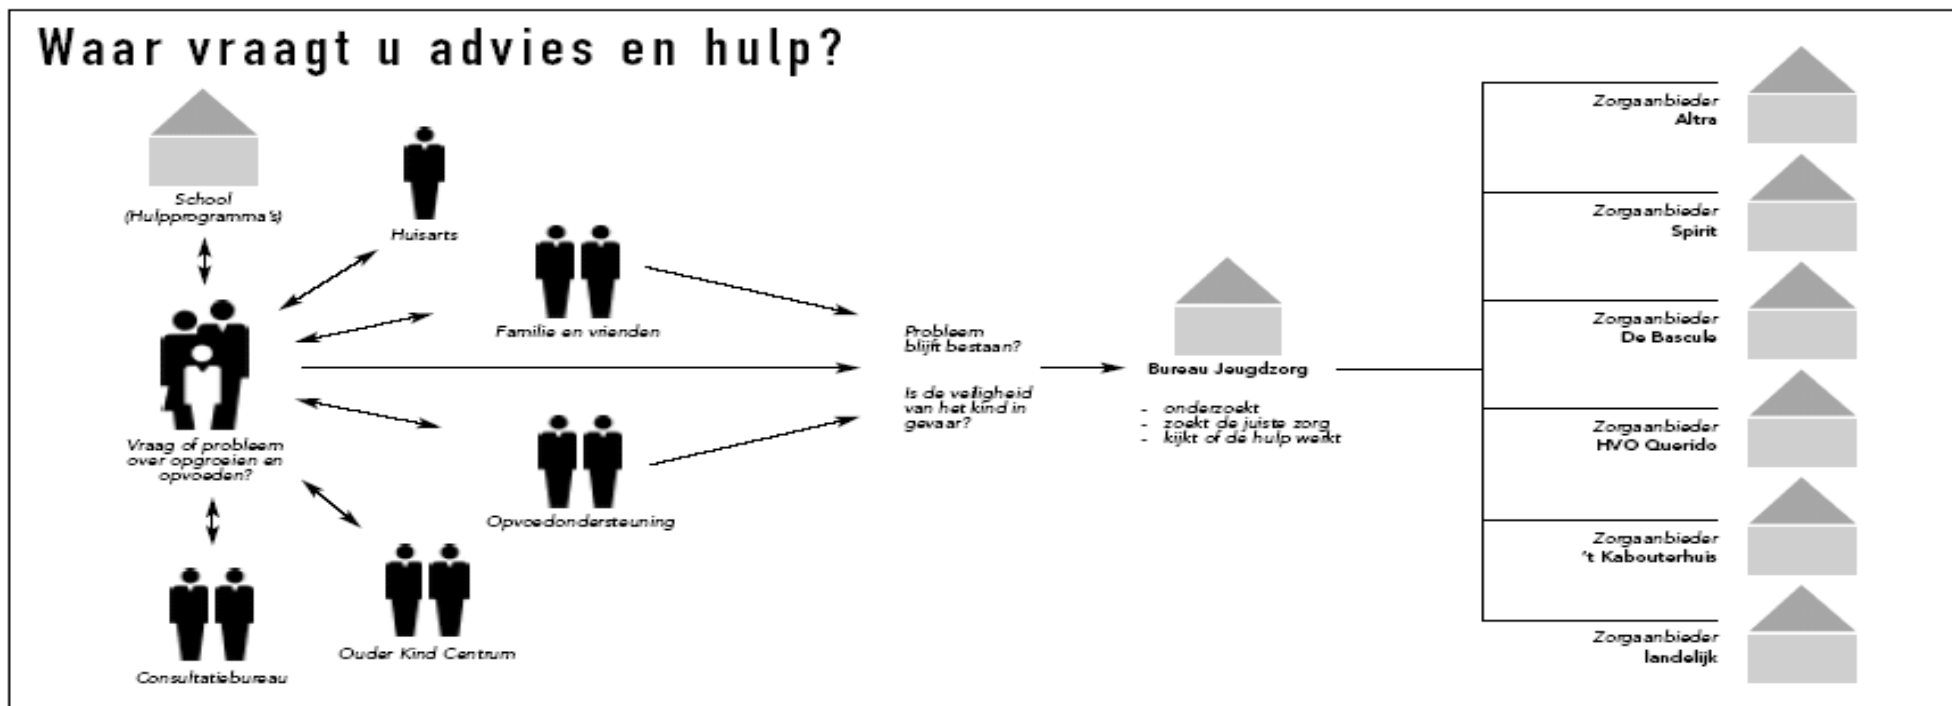 Waar vraagt u advies en hulp?
School
(Hulpprogramma's)
Huisarts
Familie en vrienden
Vraag of probleem
over opgroeien en
opvoeden?
Opvoedondersteuning
Ouder Kind Centrum
Consultatiebureau
Probleem
blijft bestaan?
Is de veiligheid
van het kind in
gevaar?
Bureau Jeugdzorg
- onderzoekt
- zoekt de juiste zorg
- kijkt of de hulp werkt
Zorgaanbieder
Altra
Zorgaanbieder
Spirit
Zorgaanbieder
De Bascule
Zorgaanbieder
HVO Querido
Zorgaanbieder
't Kabouterhuis
Zorgaanbieder
landelijk